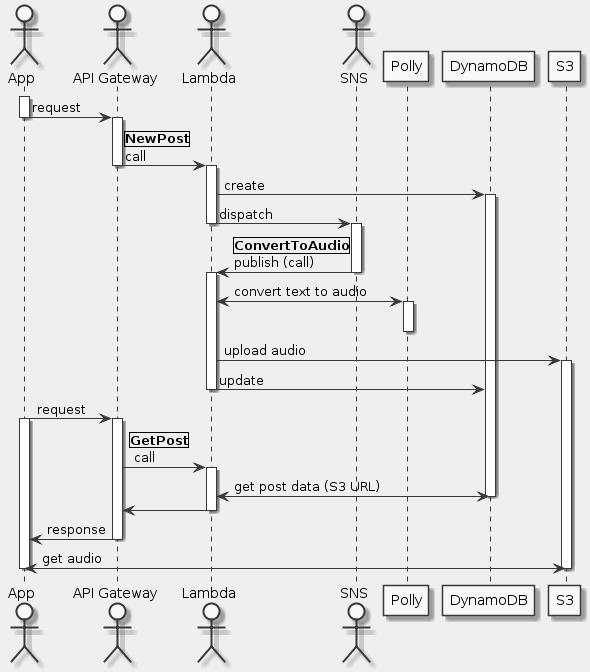 App API Gateway Lambda SNS Polly DynamoDB S3
request
NewPost
call
create
dispatch
ConvertToAudio
publish (call)
convert text to audio
upload audio
update
request
GetPost
call
get post data (S3 URL)
response
get audio
App API Gateway Lambda SNS Polly DynamoDB S3